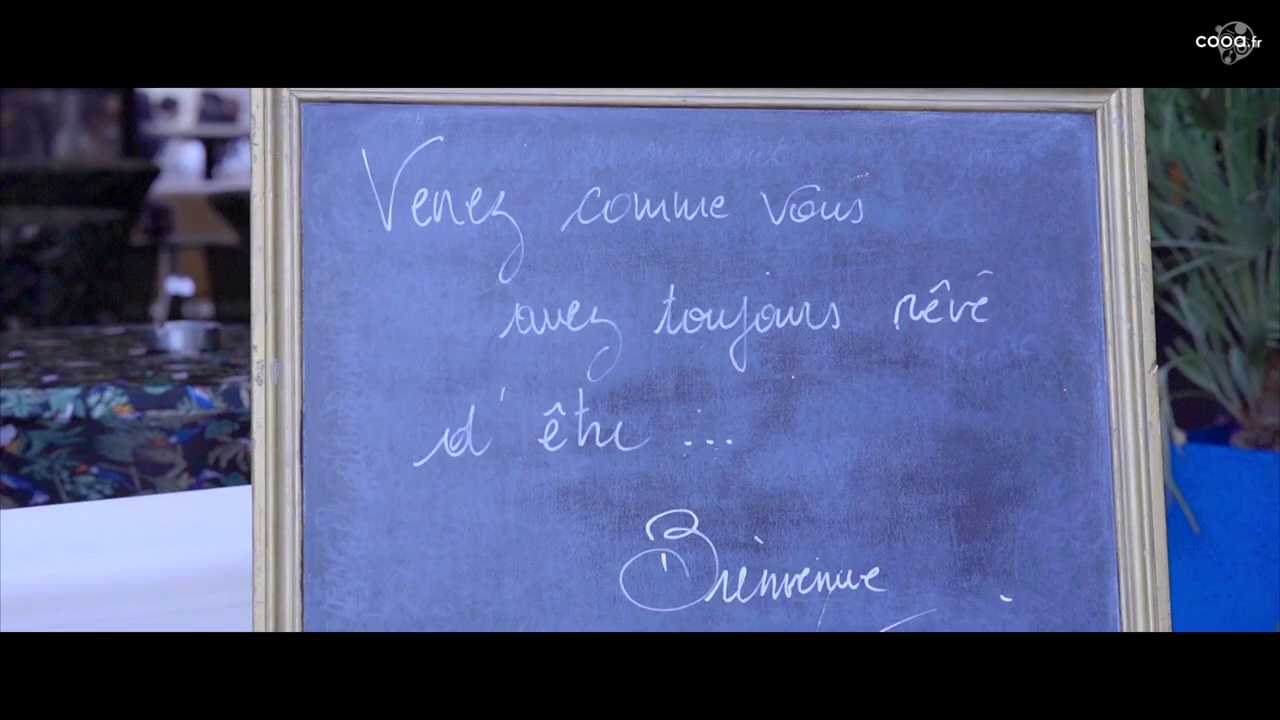 cooa.fr
Venez comme vous
avez toujours rêvé
d'être ...
Bienvenue